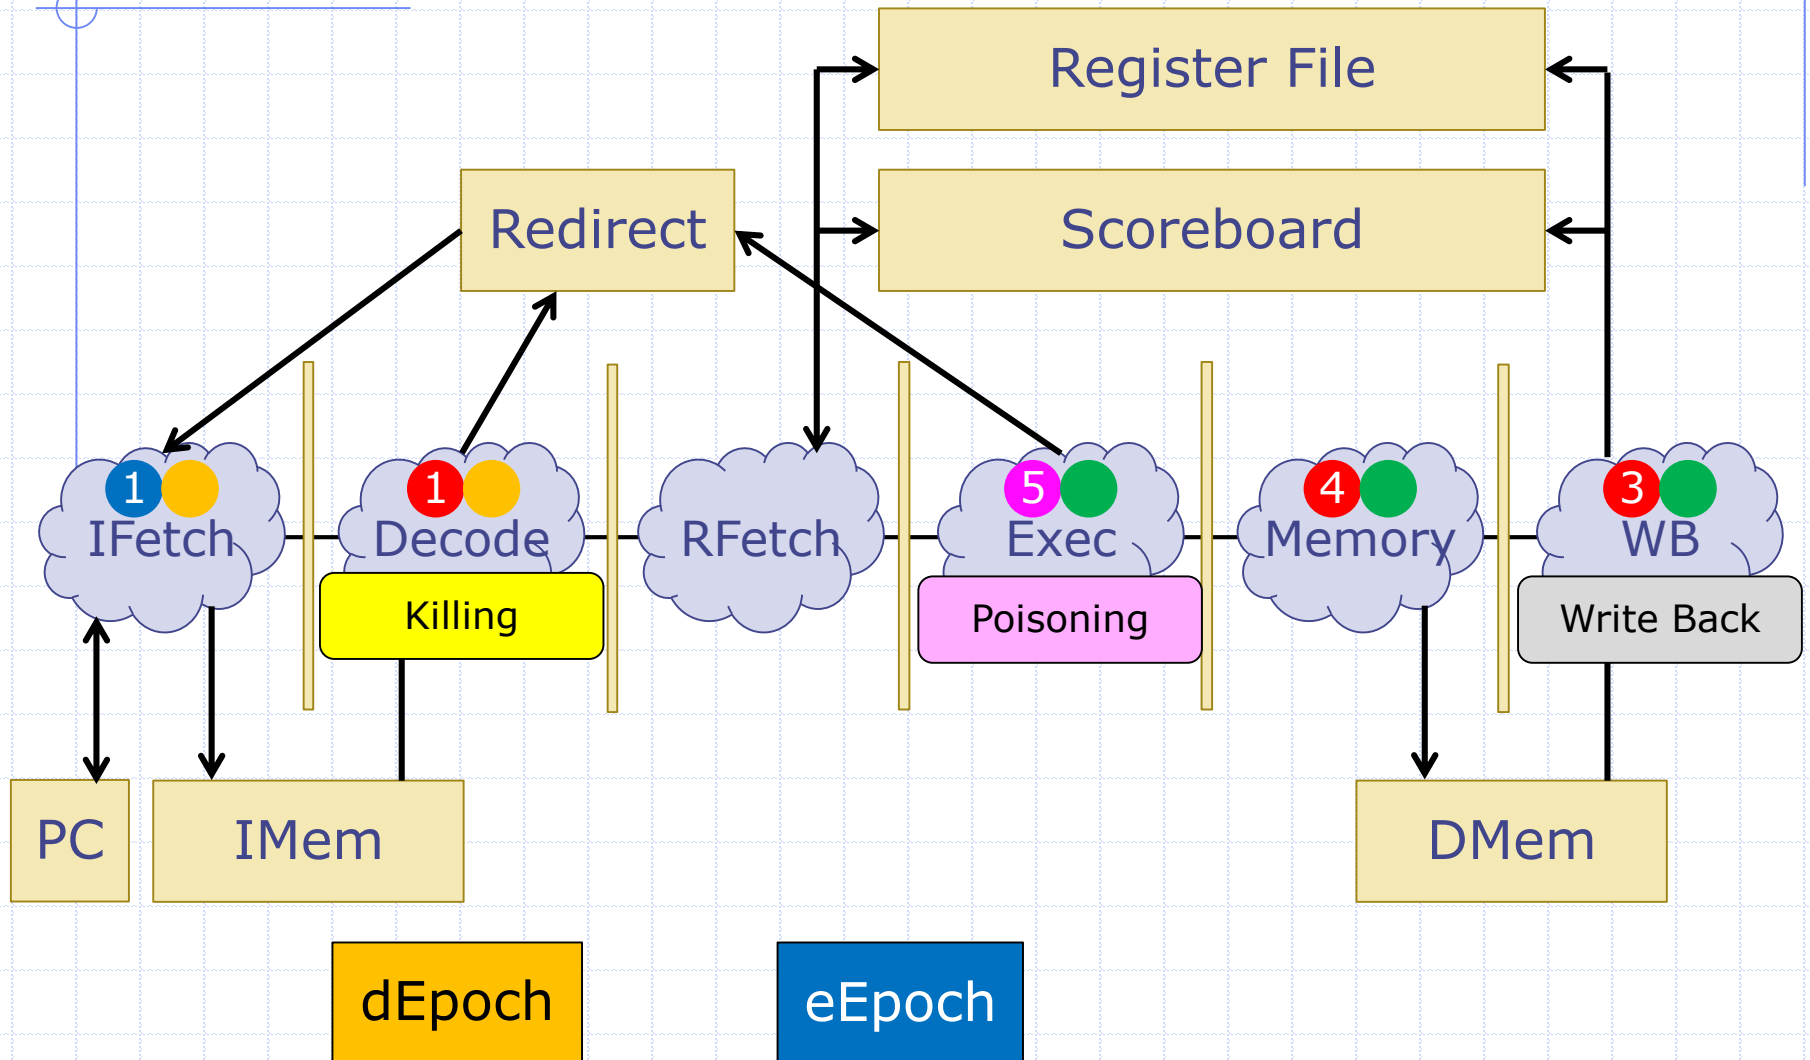 Register File
Redirect
Scoreboard
1
1
5
4
3
IFetch
Decode
RFetch
Exec
Memory
WB
Killing
Poisoning
Write Back
PC
IMem
DMem
dEpoch
eEpoch